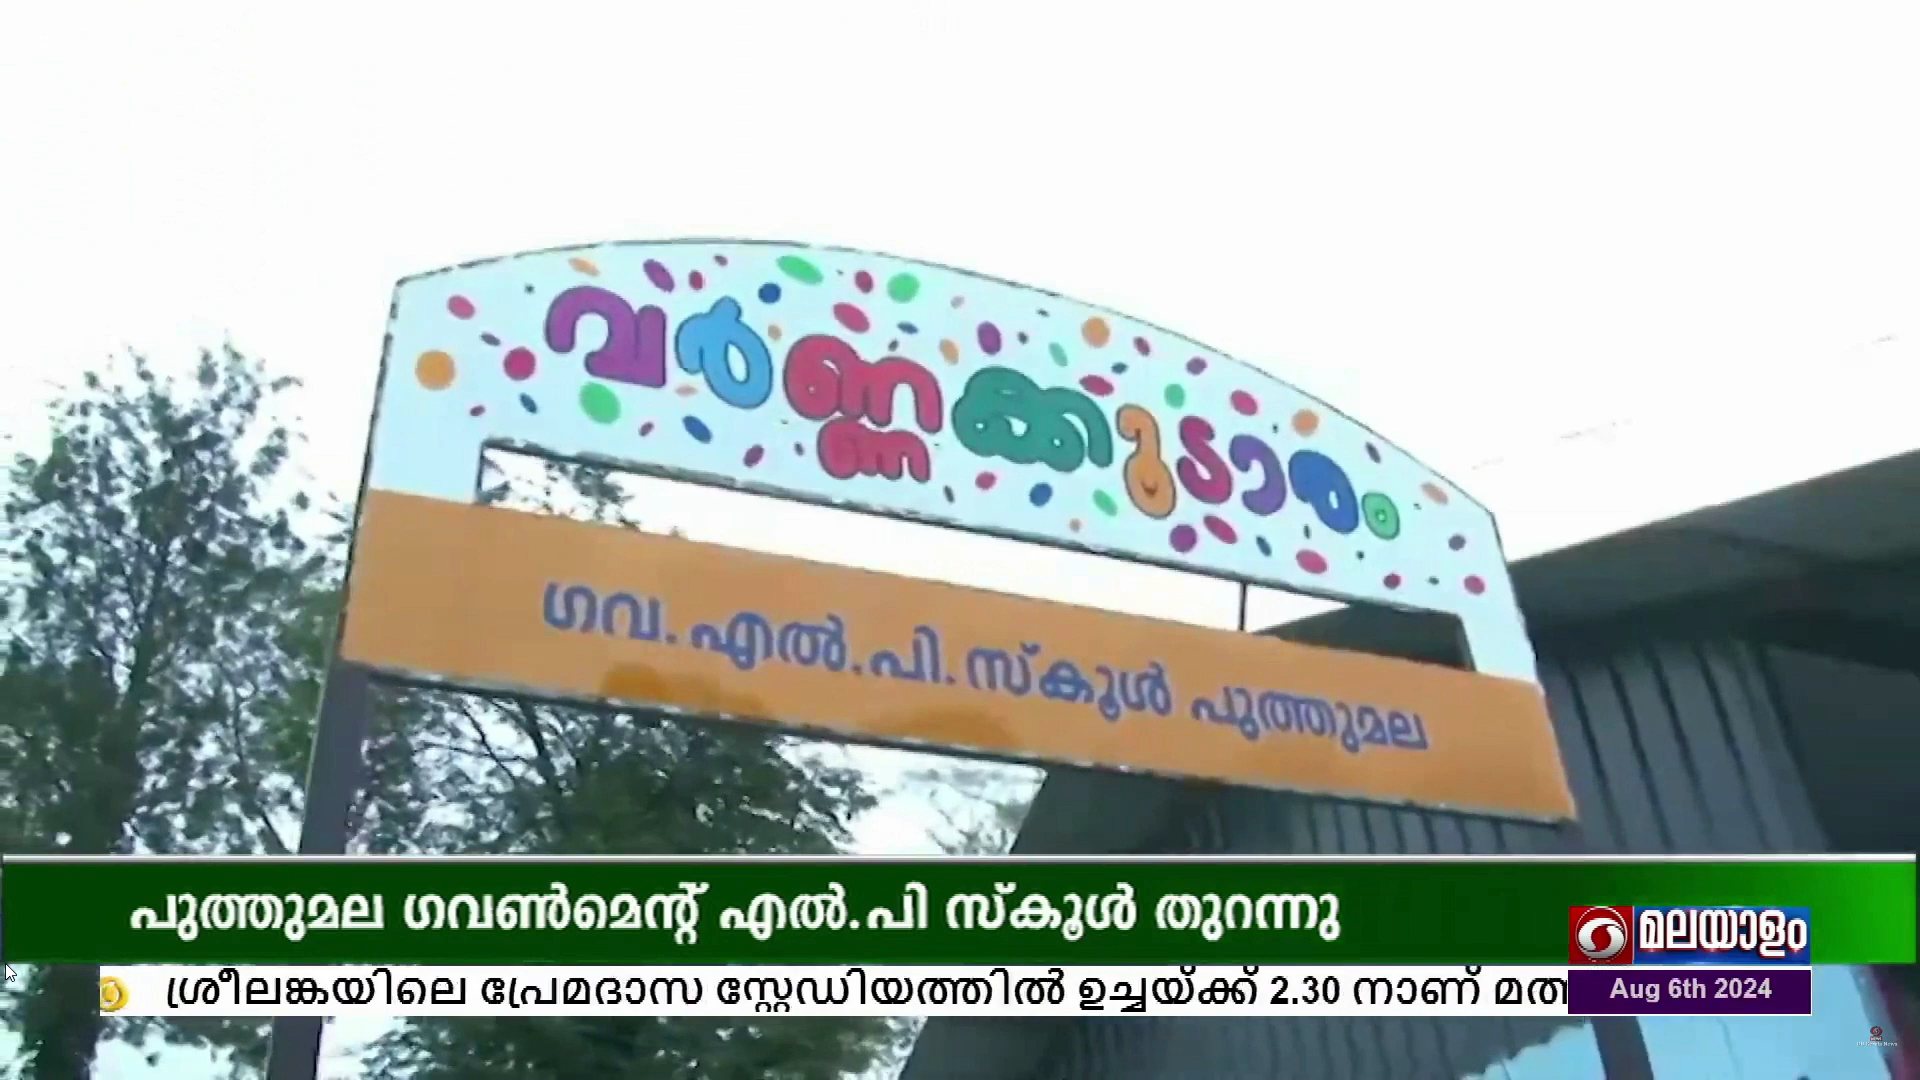 വർണ്ണക്കൂടാരം
ഗവ.എൽ.പി.സ്കൂൾ പുത്തുമല
പുത്തുമല ഗവൺമെന്റ് എൽ.പി സ്കൂൾ തുറന്നു
മലയാളം
ശ്രീലങ്കയിലെ പ്രേമദാസ സ്റ്റേഡിയത്തിൽ ഉച്ചയ്ക്ക് 2.30 നാണ് മത
Aug 6th 2024